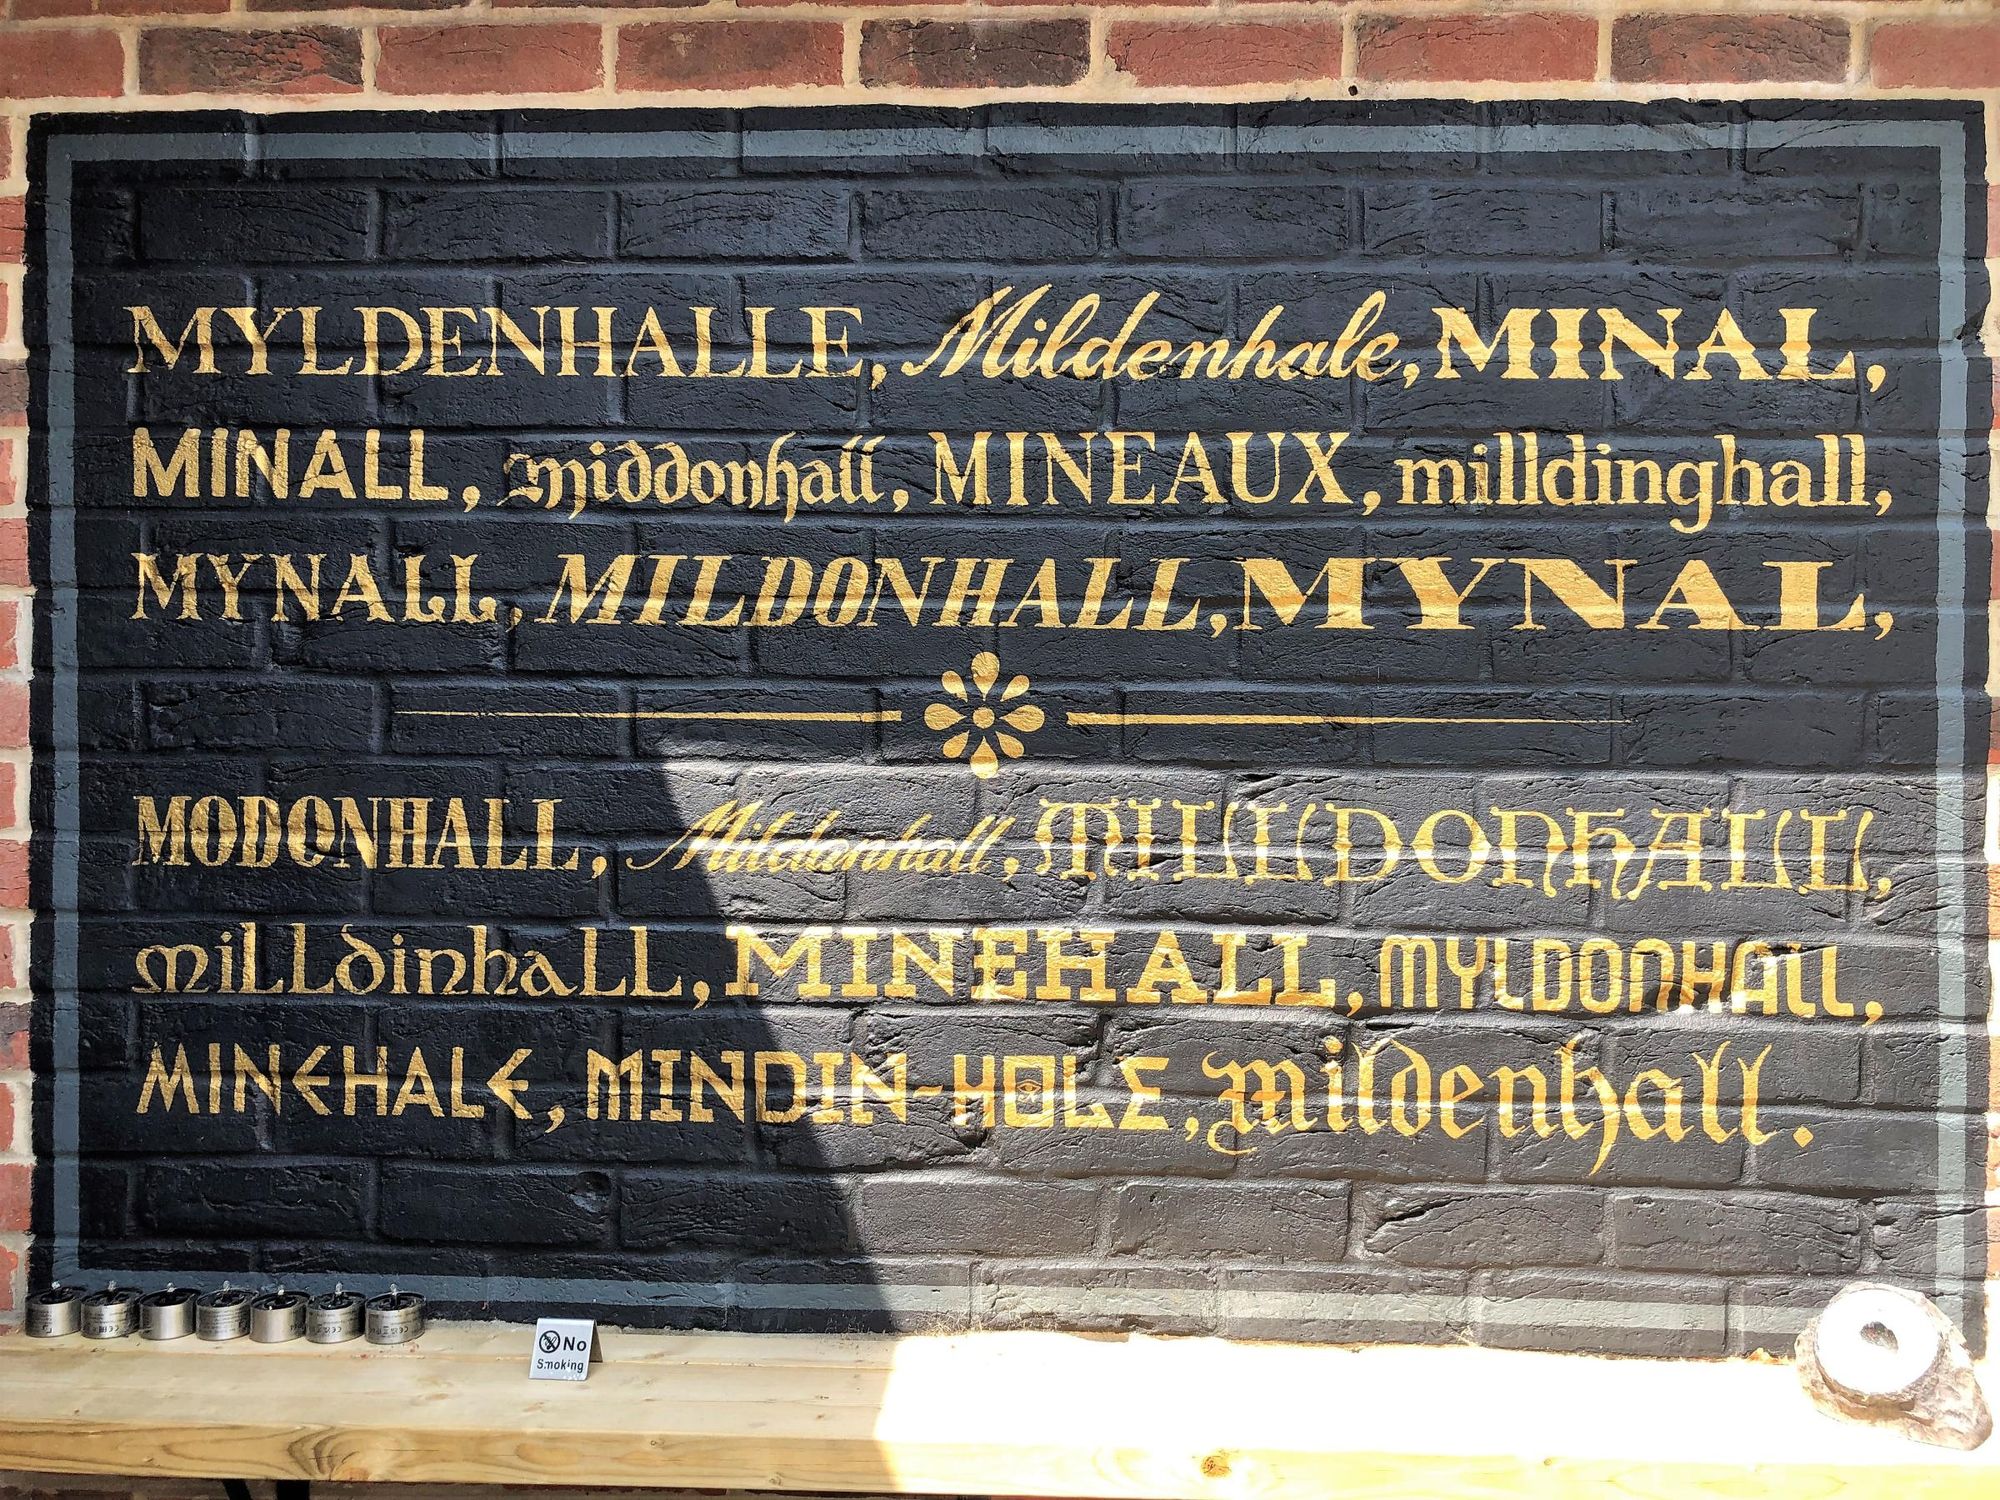 MYLDENHALLE, Mildenhale, MINAL,
MINALL, middonhall, MINEAUX, milldinghall,
MYNALL, MILDONHALL, MYNAL,
MODONHALL, Mildonhall, MILLDONHALL,
milldinhall, MINEHALL, MYLDONHALL,
MINEHALE, MINDIN-HOLE, Mildenhall.
No
Smoking